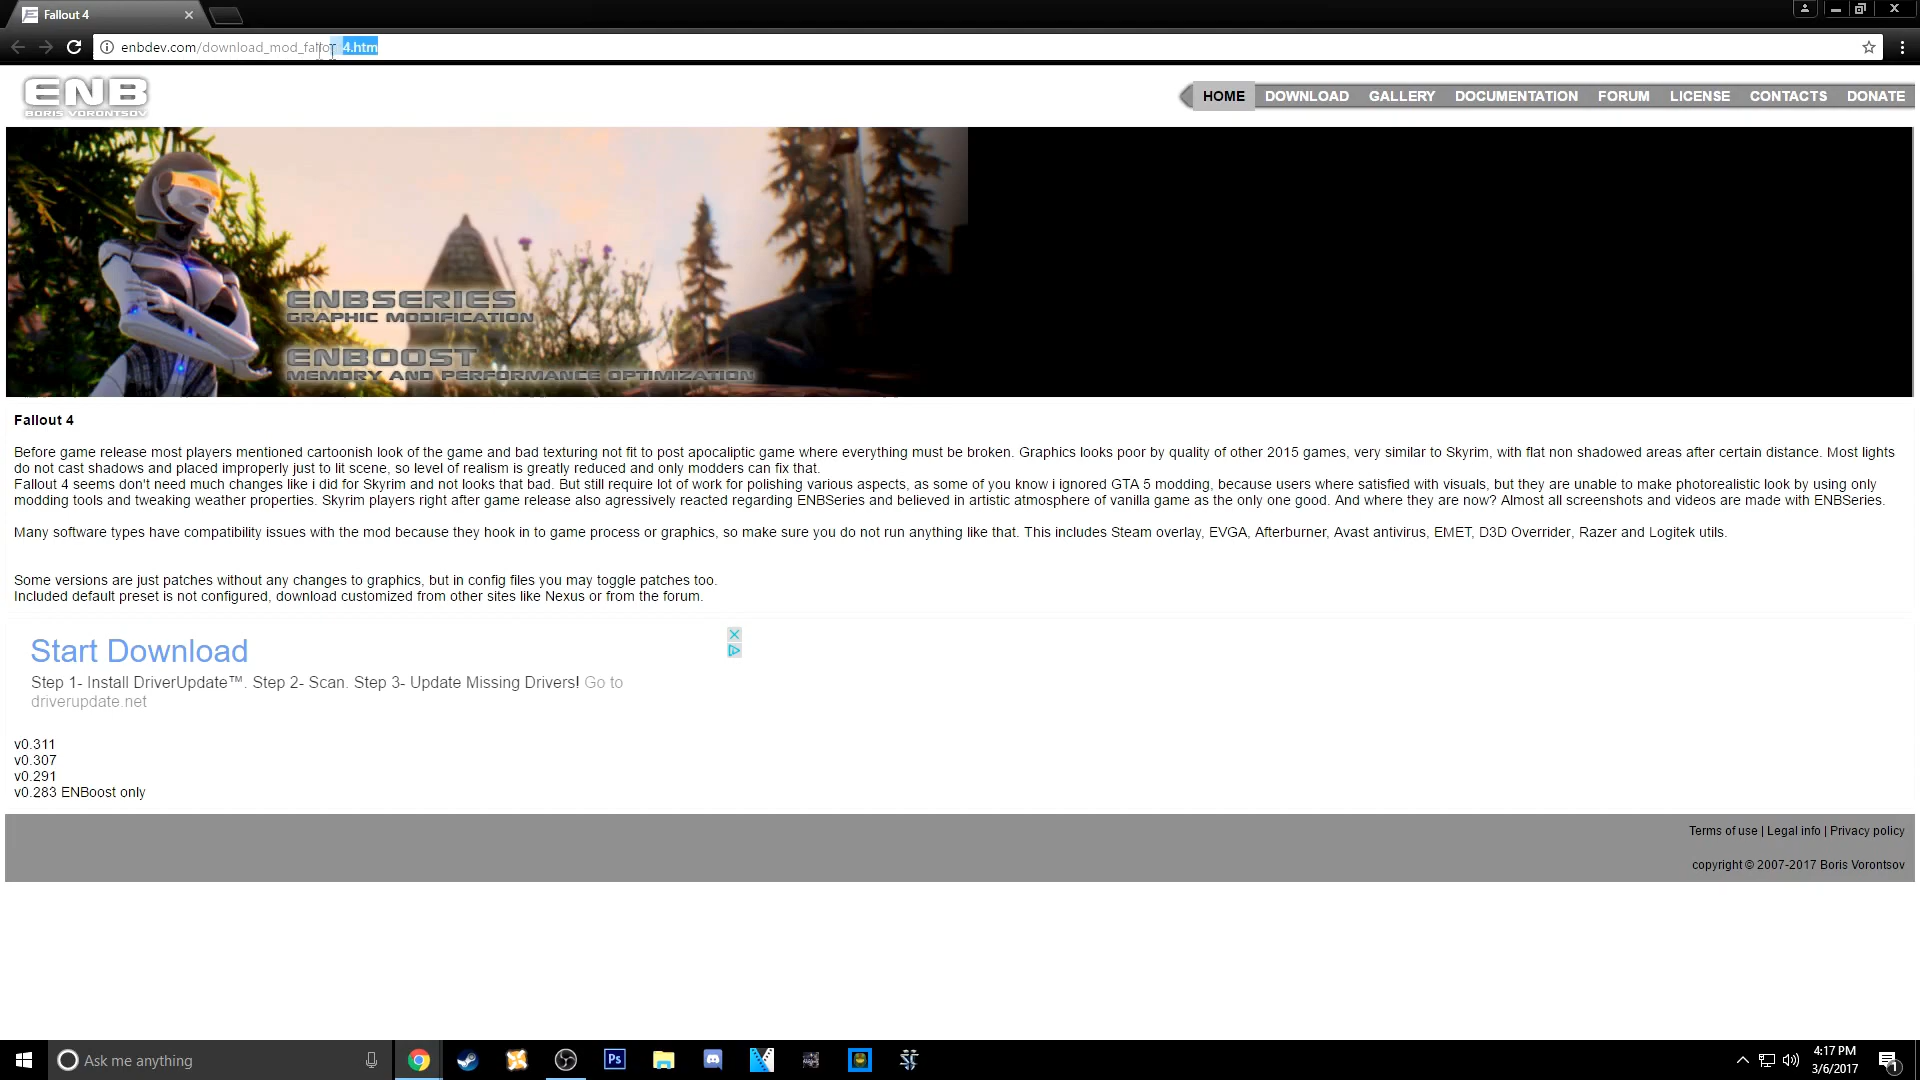 Fallout 4
enbdev.com/download_mod_fallout4.htm
ENB
BORIS VORONTSOV
HOME DOWNLOAD GALLERY DOCUMENTATION FORUM LICENSE CONTACTS DONATE
ENBSERIES
GRAPHIC MODIFICATION
ENBOOST
MEMORY AND PERFORMANCE OPTIMIZATION
Fallout 4
Before game release most players mentioned cartoonish look of the game and bad texturing not fit to post apocaliptic game where everything must be broken. Graphics looks poor by quality of other 2015 games, very similar to Skyrim, with flat non shadowed areas after certain distance. Most lights
do not cast shadows and placed improperly just to lit scene, so level of realism is greatly reduced and only modders can fix that.
Fallout 4 seems don't need much changes like i did for Skyrim and not looks that bad. But still require lot of work for polishing various aspects, as some of you know i ignored GTA 5 modding, because users where satisfied with visuals, but they are unable to make photorealistic look by using only
modding tools and tweaking weather properties. Skyrim players right after game release also agressively reacted regarding ENBSeries and believed in artistic atmosphere of vanilla game as the only one good. And where they are now? Almost all screenshots and videos are made with ENBSeries.
Many software types have compatibility issues with the mod because they hook in to game process or graphics, so make sure you do not run anything like that. This includes Steam overlay, EVGA, Afterburner, Avast antivirus, EMET, D3D Overrider, Razer and Logitek utils.
Some versions are just patches without any changes to graphics, but in config files you may toggle patches too.
Included default preset is not configured, download customized from other sites like Nexus or from the forum.
Start Download
Step 1- Install DriverUpdate™. Step 2- Scan. Step 3- Update Missing Drivers! Go to
driverupdate.net
v0.311
v0.307
v0.291
v0.283 ENBoost only
Terms of use | Legal info | Privacy policy
copyright © 2007-2017 Boris Vorontsov
Ask me anything
Ps
4:17 PM
3/6/2017
1